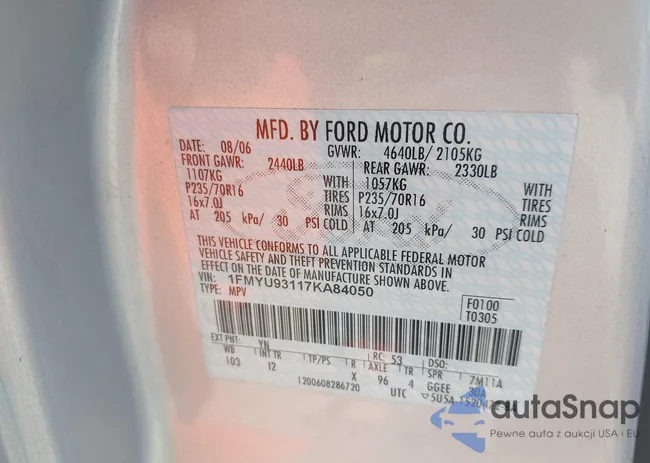 MFD. BY FORD MOTOR CO.
DATE: 08/06 GVWR: 4640LB/ 2105KG
FRONT GAWR: 2440LB REAR GAWR: 2330LB
1107KG WITH 1057KG WITH
P235/70R16 TIRES P235/70R16 TIRES
16x7.0J RIMS 16x7.0J RIMS
AT 205 kPa/ 30 PSI COLD AT 205 kPa/ 30 PSI COLD
THIS VEHICLE CONFORMS TO ALL APPLICABLE FEDERAL MOTOR
VEHICLE SAFETY AND THEFT PREVENTION STANDARDS IN
EFFECT ON THE DATE OF MANUFACTURE SHOWN ABOVE.
VIN: 1FMYU93117KA84050
TYPE: MPV
F0100
T0305
EXT PNT: YN RC: 53 DSO:
WB INT TR TP/PS R AXLE TR SPR 7M11A
103 I2 X 96 4 GGEE
1200608286720 UTC
autoSnap
Pewne auta z aukcji USA i EU